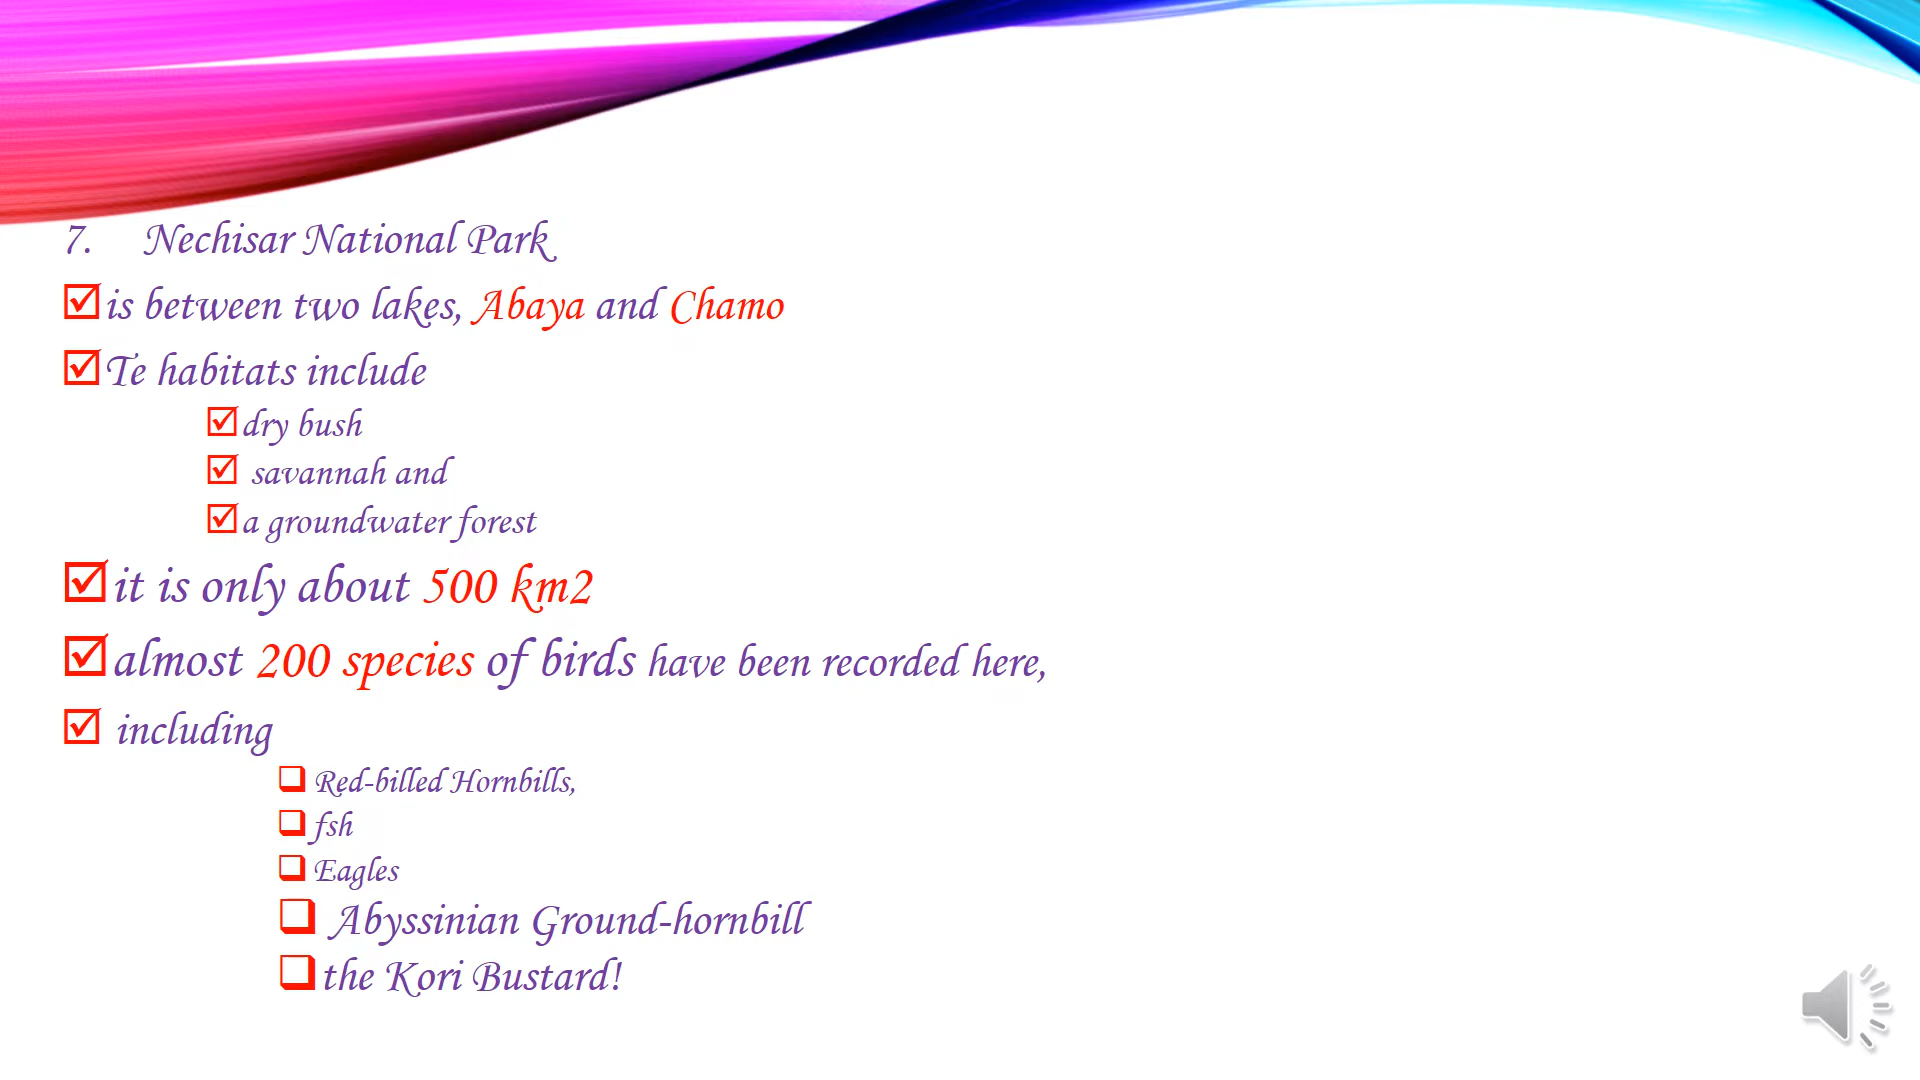 7. Nechisar National Park
is between two lakes, Abaya and Chamo
Te habitats include
dry bush
savannah and
a groundwater forest
it is only about 500 km2
almost 200 species of birds have been recorded here,
including
Red-billed Hornbills,
fsh
Eagles
Abyssinian Ground-hornbill
the Kori Bustard!